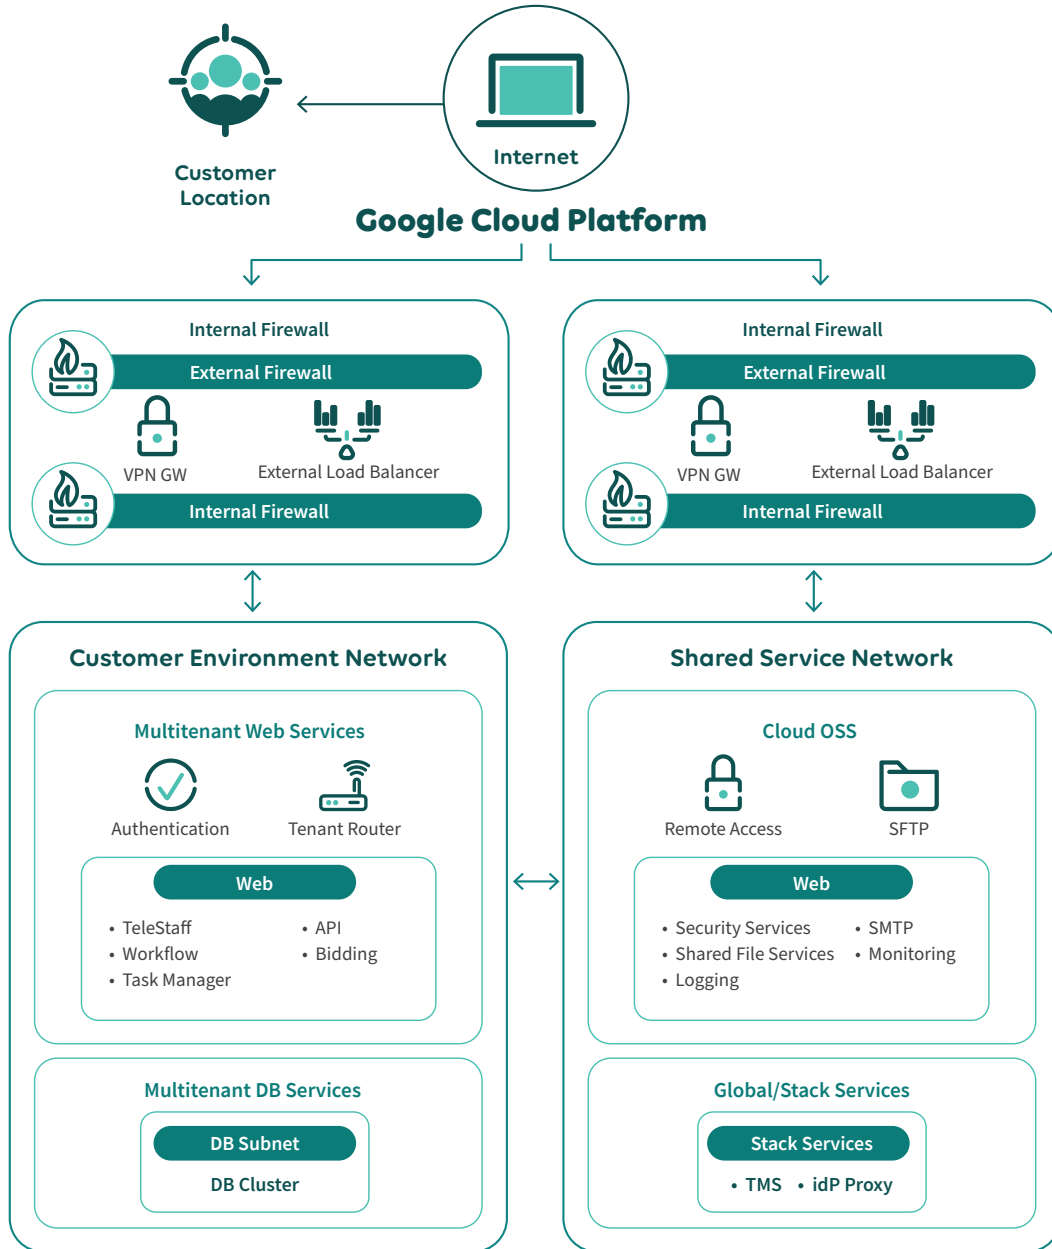 Internet
Customer
Location
Google Cloud Platform
Internal Firewall
External Firewall
VPN GW
External Load Balancer
Internal Firewall
Internal Firewall
External Firewall
VPN GW
External Load Balancer
Internal Firewall
Customer Environment Network
Multitenant Web Services
Authentication
Tenant Router
Web
• TeleStaff
• Workflow
• Task Manager
• API
• Bidding
Multitenant DB Services
DB Subnet
DB Cluster
Shared Service Network
Cloud OSS
Remote Access
SFTP
Web
• Security Services
• Shared File Services
• Logging
• SMTP
• Monitoring
Global/Stack Services
Stack Services
• TMS • idP Proxy